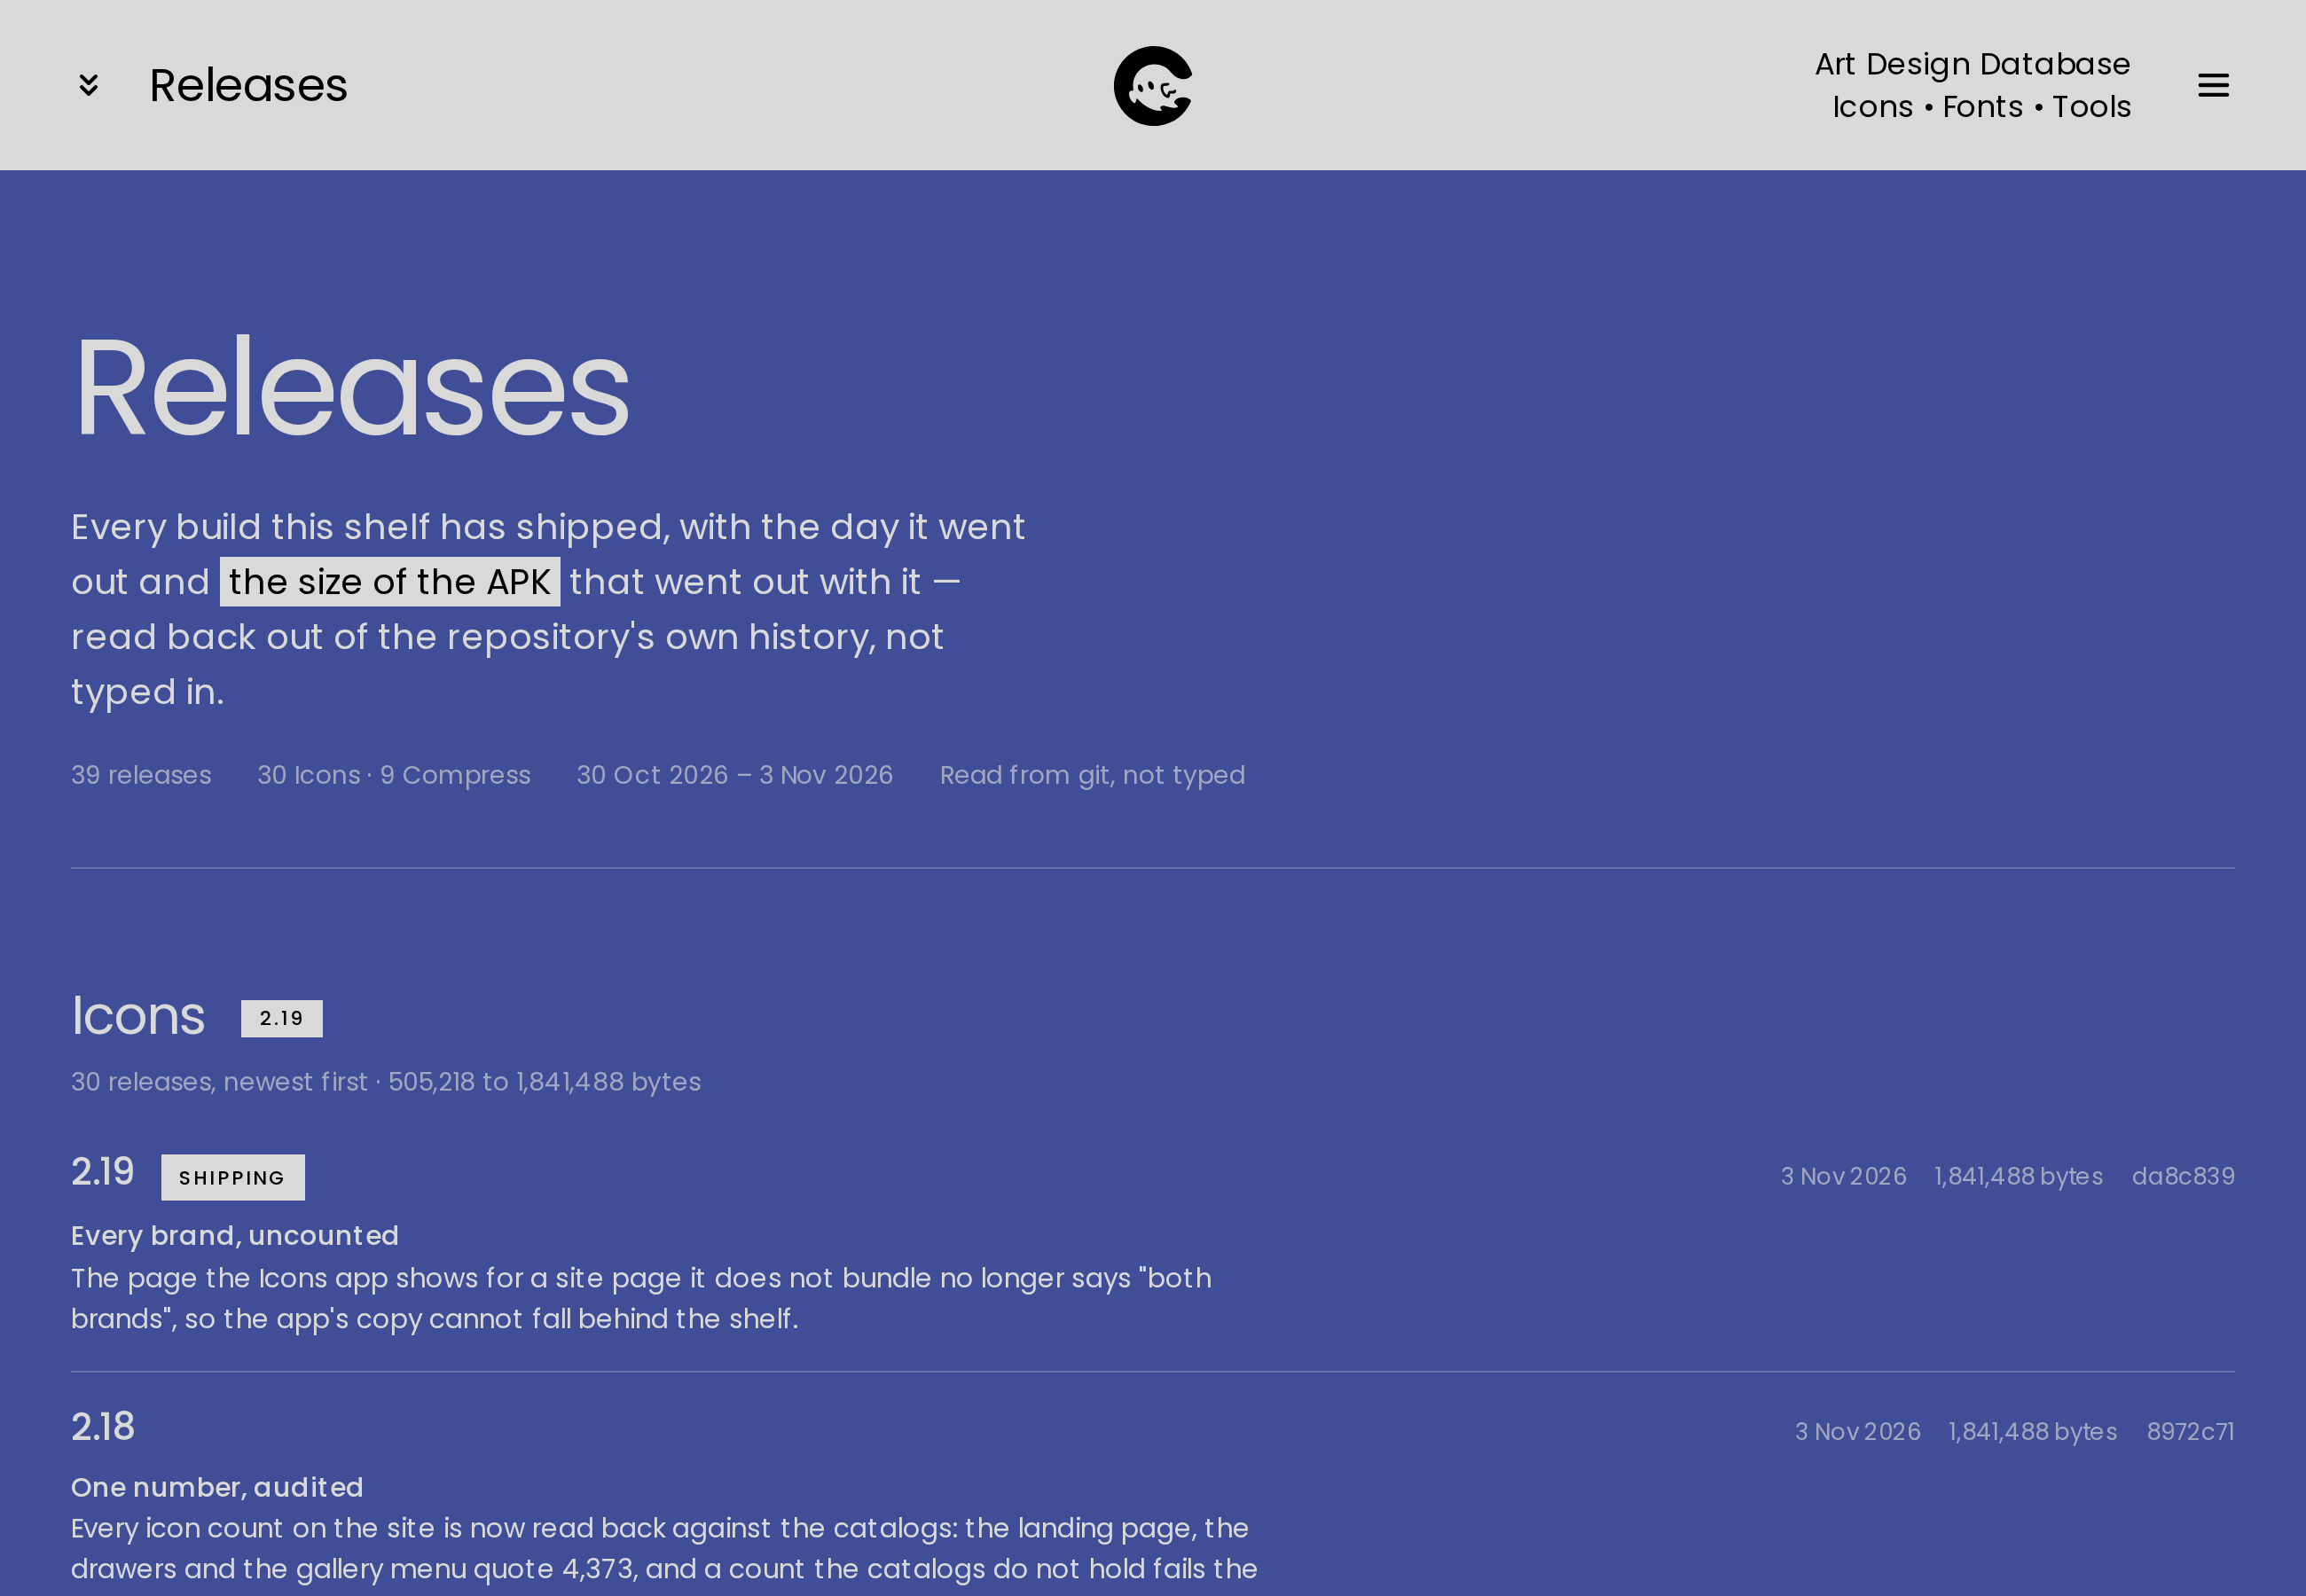 Releases
Art Design Database
Icons • Fonts • Tools
Releases
Every build this shelf has shipped, with the day it went
out and the size of the APK that went out with it —
read back out of the repository's own history, not
typed in.
39 releases 30 Icons · 9 Compress 30 Oct 2026 – 3 Nov 2026 Read from git, not typed
Icons 2.19
30 releases, newest first · 505,218 to 1,841,488 bytes
2.19 SHIPPING 3 Nov 2026 1,841,488 bytes da8c839
Every brand, uncounted
The page the Icons app shows for a site page it does not bundle no longer says "both
brands", so the app's copy cannot fall behind the shelf.
2.18 3 Nov 2026 1,841,488 bytes 8972c71
One number, audited
Every icon count on the site is now read back against the catalogs: the landing page, the
drawers and the gallery menu quote 4,373, and a count the catalogs do not hold fails the